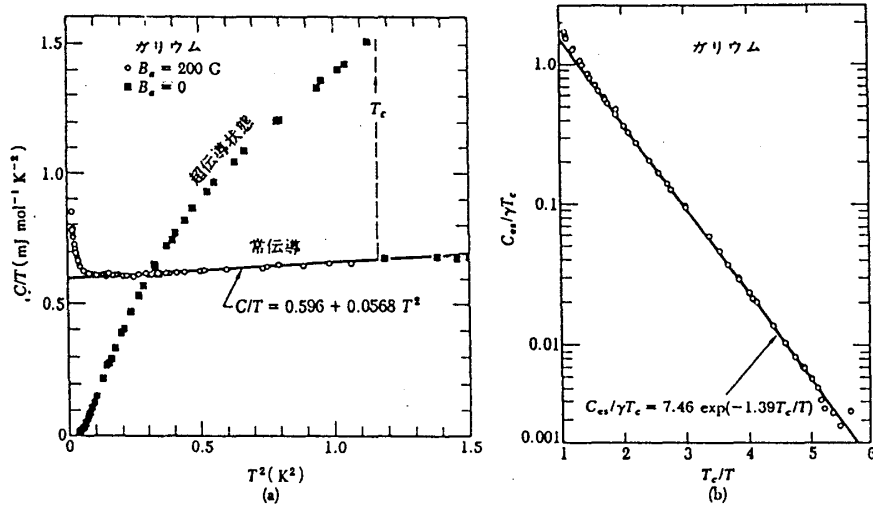 ガリウム
○ B_a = 200 G
■ B_a = 0
超伝導状態
T_c
常伝導
C/T = 0.596 + 0.0568 T²
C/T (mJ mol⁻¹ K⁻²)
1.5
1.0
0.5
0
0
0.5
1.0
1.5
T² (K²)
(a)
ガリウム
C_es/γT_c
1.0
0.1
0.01
0.001
C_es/γT_c = 7.46 exp(−1.39T_c/T)
1
2
3
4
5
6
T_c/T
(b)